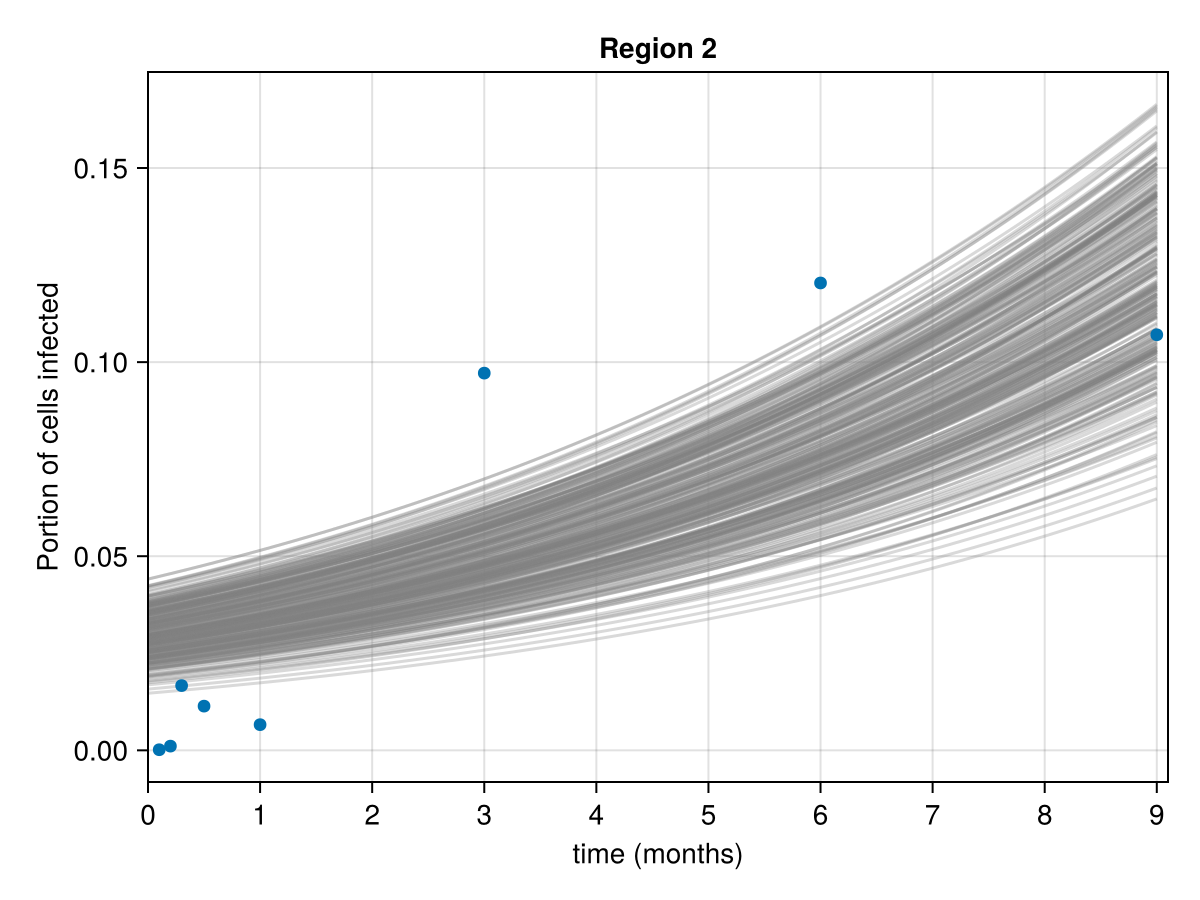 Region 2
Portion of cells infected
0.15
0.10
0.05
0.00
0 1 2 3 4 5 6 7 8 9
time (months)